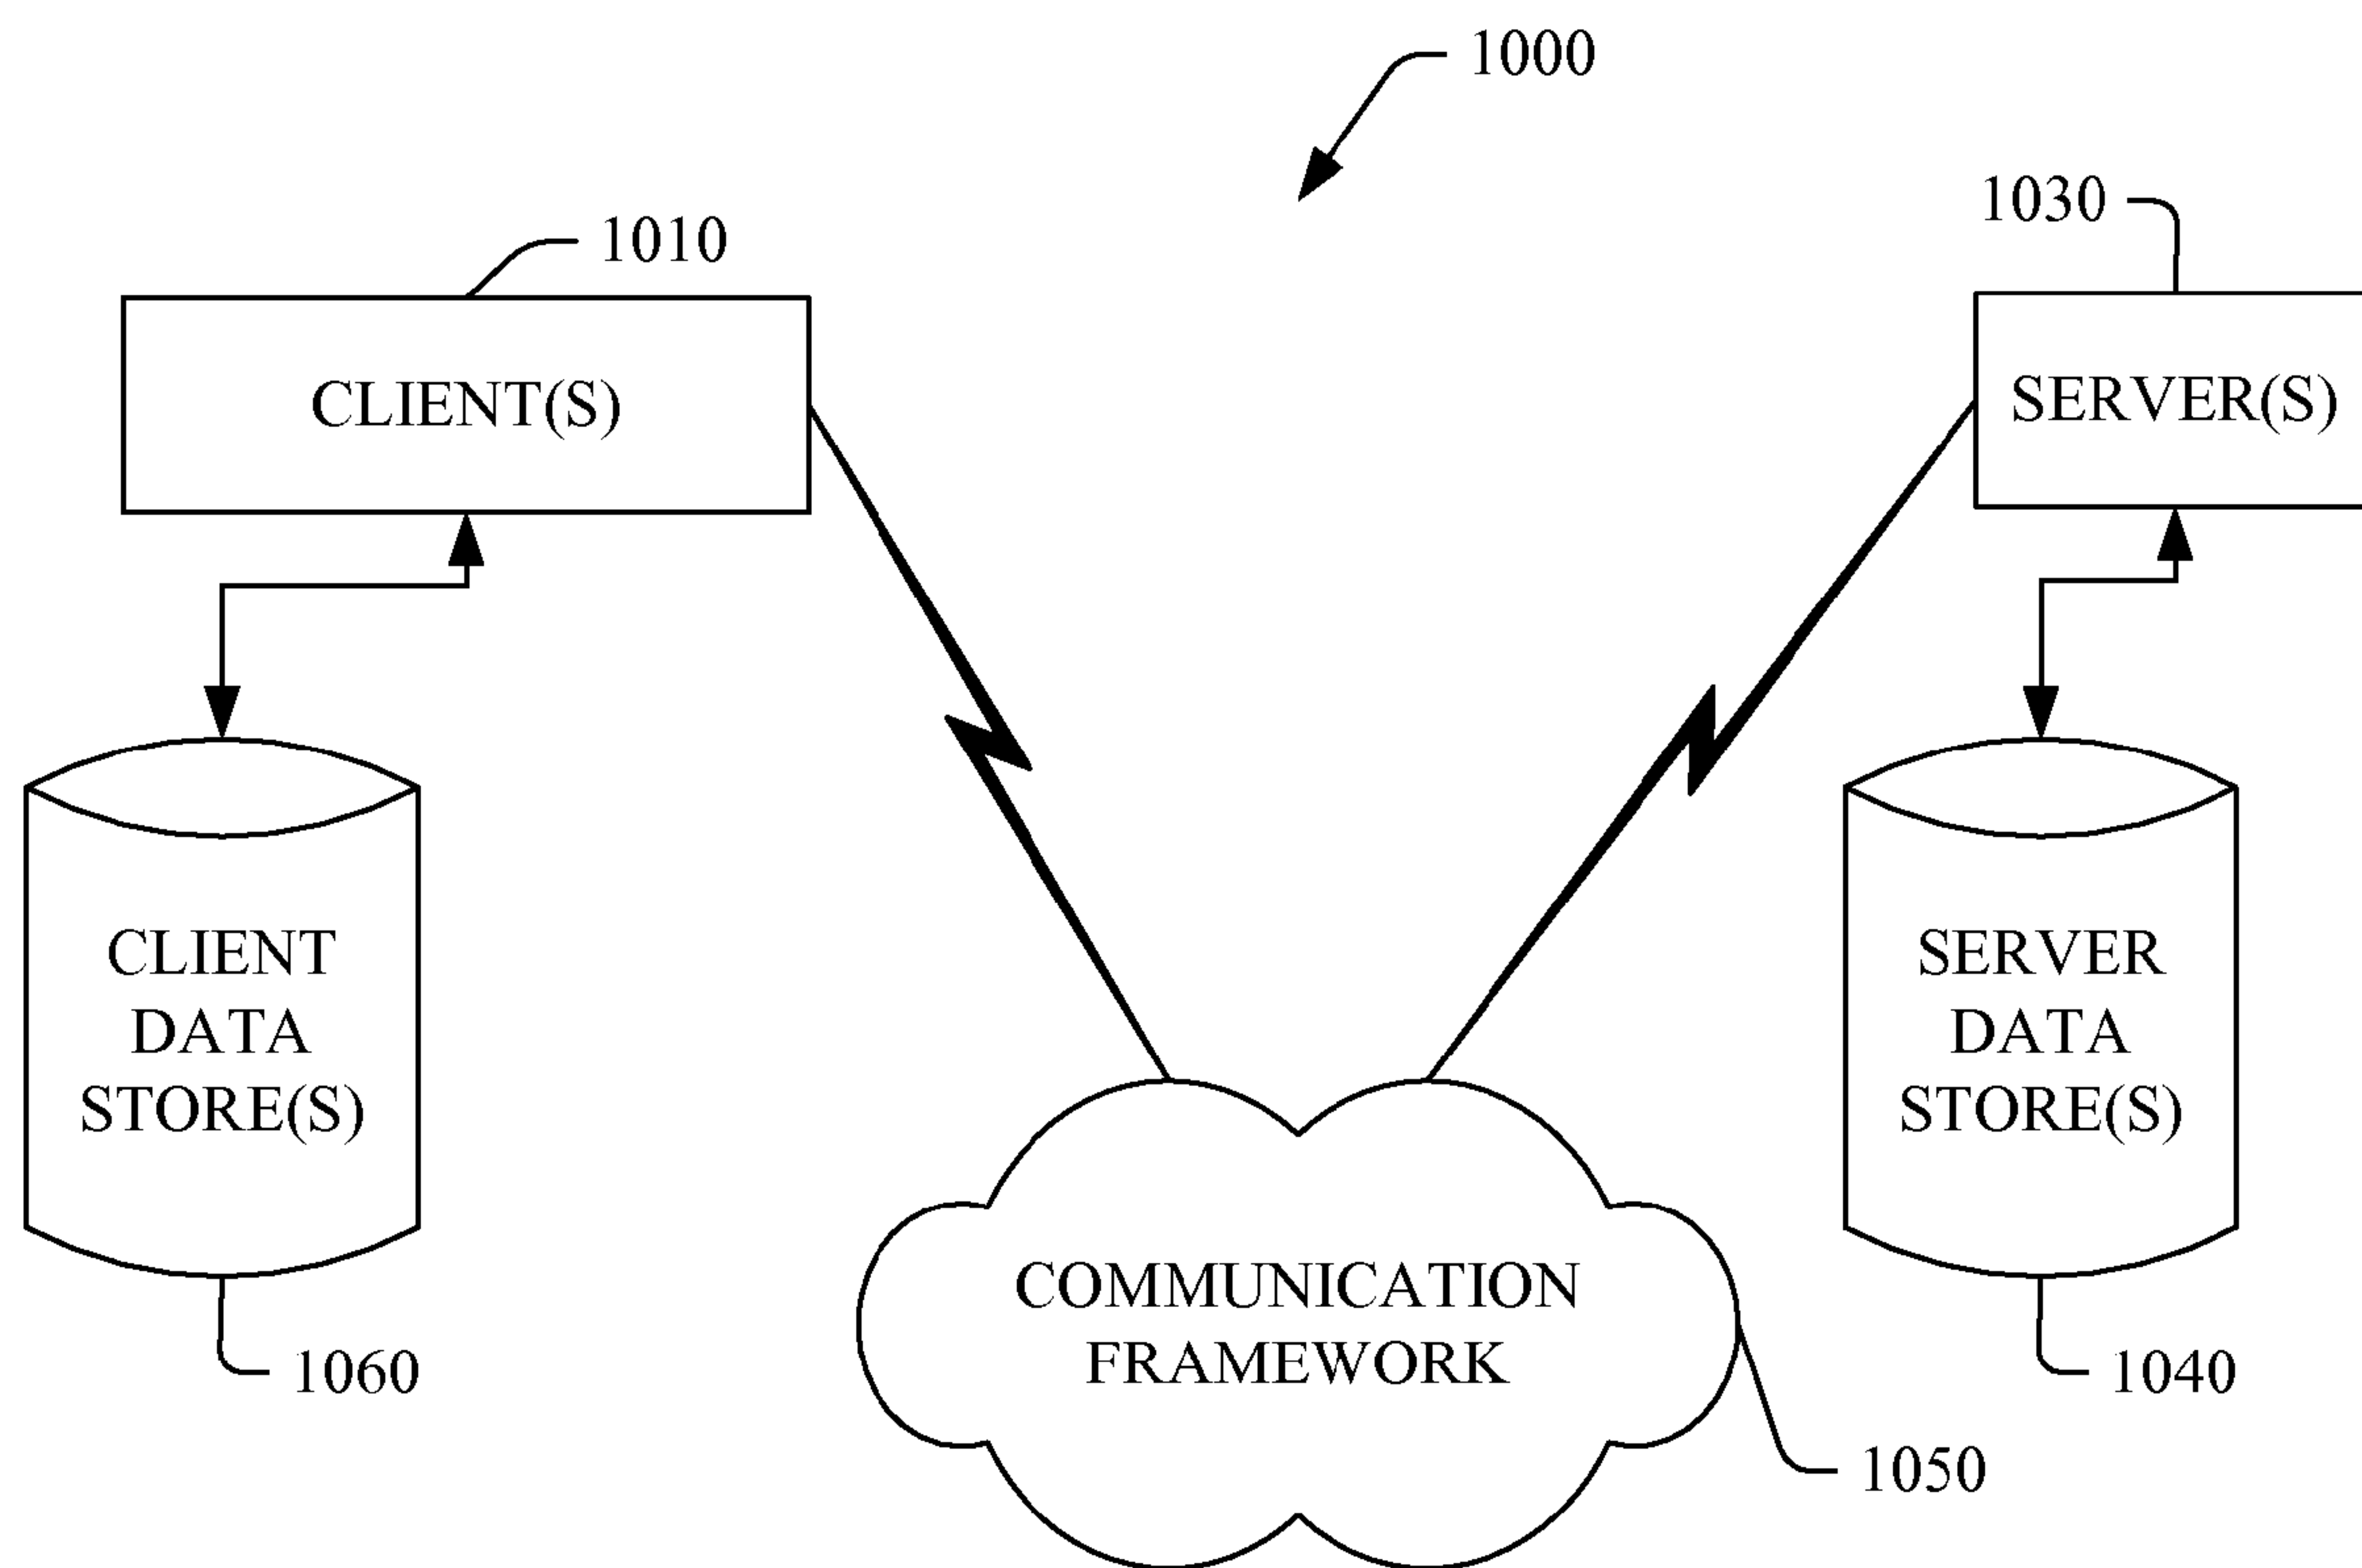 1000
1010
1030
CLIENT(S)
SERVER(S)
CLIENT
DATA
STORE(S)
SERVER
DATA
STORE(S)
COMMUNICATION
FRAMEWORK
1060
1040
1050